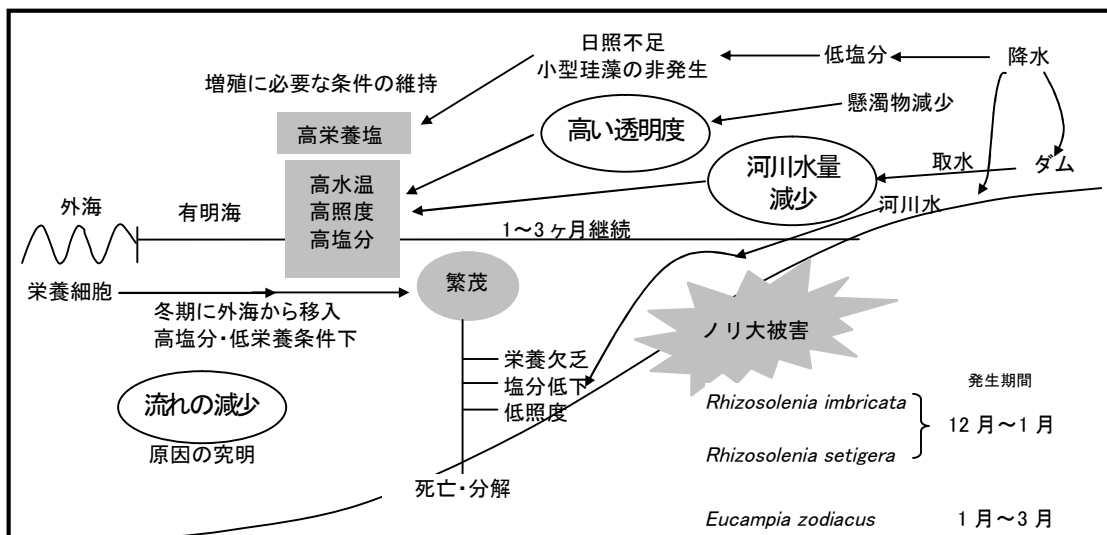 日照不足
小型珪藻の非発生
低塩分
降水
増殖に必要な条件の維持
懸濁物減少
高栄養塩
高い透明度
河川水量
減少
取水
ダム
高水温
高照度
高塩分
外海
有明海
河川水
1～3ヶ月継続
栄養細胞
繁茂
冬期に外海から移入
高塩分・低栄養条件下
ノリ大被害
栄養欠乏
塩分低下
低照度
流れの減少
原因の究明
発生期間
Rhizosolenia imbricata
12月～1月
Rhizosolenia setigera
死亡・分解
Eucampia zodiacus
1月～3月